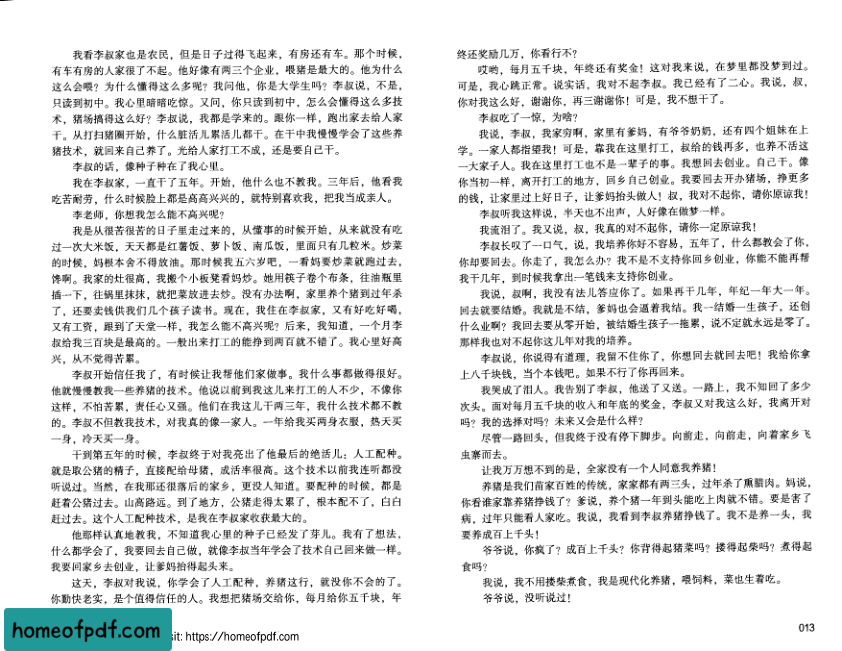 我看李叔家也是农民，但是日子过得飞起来，有房还有车。那个时候，
有车有房的人家很了不起。他好像有两三个企业，喂猪是最大的。他为什么
这么会喂？为什么懂得这么多呢？我问他，你是大学生吗？李叔说，不是，
只读到初中。我心里暗暗吃惊。又问，你只读到初中，怎么会懂得这么多技
术，猪场搞得这么好？李叔说，我都是学来的。跟你一样，跑出家去给人家
干。从打扫猪圈开始，什么脏活儿累活儿都干。在干中我慢慢学会了这些养
猪技术，就回来自己养了。光给人家打工不成，还是要自己干。
李叔的话，像种子种在了我心里。
我在李叔家，一直干了五年。开始，他什么也不教我。三年后，他看我
吃苦耐劳，什么时候脸上都是高高兴兴的，就特别喜欢我，把我当成亲人。
李老师，你想我怎么能不高兴呢？
我是从很苦很苦的日子里走过来的，从懂事的时候开始，从来就没有吃
过一次大米饭，天天都是红薯饭、萝卜饭、南瓜饭，里面只有几粒米。炒菜
的时候，妈根本舍不得放油。那时候我五六岁吧，一看妈要炒菜就跑过去，
馋啊。我家的灶很高，我搬个小板凳看妈炒。她用筷子卷个布条，往油瓶里
插一下，往锅里抹抹，就把菜放进去炒。没有办法啊，家里养个猪到过年杀
了，还要卖钱供我们几个孩子读书。现在，我住在李叔家，又有好吃好喝，
又有工资，跟到了天堂一样，我怎么能不高兴呢？后来，我知道，一个月李
叔给我三百块是最高的。一般出来打工的能挣到两百就不错了。我心里好高
兴，从不觉得苦累。
李叔开始信任我了，有时候让我帮他们家做事。我什么事都做得很好。
他就慢慢教我一些养猪的技术。他说以前到我这儿来打工的人不少，不像你
这样，不怕苦累，责任心又强。他们在我这儿干两三年，我什么技术都不教
的。李叔不但教我技术，对我真的像一家人。一年给我买两身衣服，热天买
一身，冷天买一身。
干到第五年的时候，李叔终于对我亮出了他最后的绝活儿：人工配种。
就是取公猪的精子，直接配给母猪，成活率很高。这个技术以前我连听都没
听说过。当然，在我那还很落后的家乡，更没人知道。要配种的时候，都是
赶着公猪过去。山高路远。到了地方，公猪走得太累了，根本配不了，白白
赶过去。这个人工配种技术，是我在李叔家收获最大的。
他那样认真地教我，不知道我心里的种子已经发了芽儿。我有了想法，
什么都学会了，我要回去自己做，就像李叔当年学会了技术自己回来做一样。
我要回家乡去创业，让爹妈抬得起头来。
这天，李叔对我说，你学会了人工配种，养猪这行，就没你不会的了。
你勤快老实，是个值得信任的人。我想把猪场交给你，每月给你五千块，年
终还奖励几万，你看行不？
哎哟，每月五千块，年终还有奖金！这对我来说，在梦里都没梦到过。
可是，我心跳正常。说实话，我对不起李叔。我已经有了二心。我说，叔，
你对我这么好，谢谢你，再三谢谢你！可是，我不想干了。
李叔吃了一惊，为啥？
我说，李叔，我家穷啊，家里有爹妈，有爷爷奶奶，还有四个姐妹在上
学。一家人都指望我！可是，靠我在这里打工，叔给的钱再多，也养不活这
一大家子人。我在这里打工也不是一辈子的事。我想回去创业。自己干。像
你当初一样，离开打工的地方，回乡自己创业。我要回去开办猪场，挣更多
的钱，让家里过上好日子，让爹妈抬头做人！叔，我对不起你，请你原谅我！
李叔听我这样说，半天也不出声，人好像在做梦一样。
我流泪了。我又说，叔，我真的对不起你，请你一定原谅我！
李叔长叹了一口气，说，我培养你好不容易，五年了，什么都教会了你，
你却要回去。你走了，我怎么办？我不是不支持你回乡创业，你能不能再帮
我干几年，到时候我拿出一笔钱来支持你创业。
我说，叔啊，我没有法儿答应你了。如果再干几年，年纪一年大一年。
回去就要结婚。我就是不结，爹妈也会逼着我结。我一结婚一生孩子，还创
什么业啊？我回去要从零开始，被结婚生孩子一拖累，说不定就永远是零了。
那样我也对不起你这几年对我的培养。
李叔说，你说得有道理，我留不住你了，你想回去就回去吧！我给你拿
上八千块钱，当个本钱吧。如果不行了你再回来。
我哭成了泪人。我告别了李叔，他送了又送。一路上，我不知回了多少
次头。面对每月五千块的收入和年底的奖金，李叔又对我这么好，我离开对
吗？我的选择对吗？未来又会是什么样？
尽管一路回头，但我终于没有停下脚步。向前走，向前走，向着家乡飞
虫寨而去。
让我万万想不到的是，全家没有一个人同意我养猪！
养猪是我们苗家百姓的传统，家家都有两三头，过年杀了熏腊肉。妈说，
你看谁家靠养猪挣钱了？爹说，养个猪一年到头能吃上肉就不错。要是害了
病，过年只能看人家吃。我说，我看到李叔养猪挣钱了。我不是养一头，我
要养成百上千头！
爷爷说，你疯了？成百上千头？你背得起猪菜吗？搂得起柴吗？煮得起
食吗？
我说，我不用搂柴煮食，我是现代化养猪，喂饲料，菜也生着吃。
爷爷说，没听说过！
013
homeofpdf.com
sit: https://homeofpdf.com